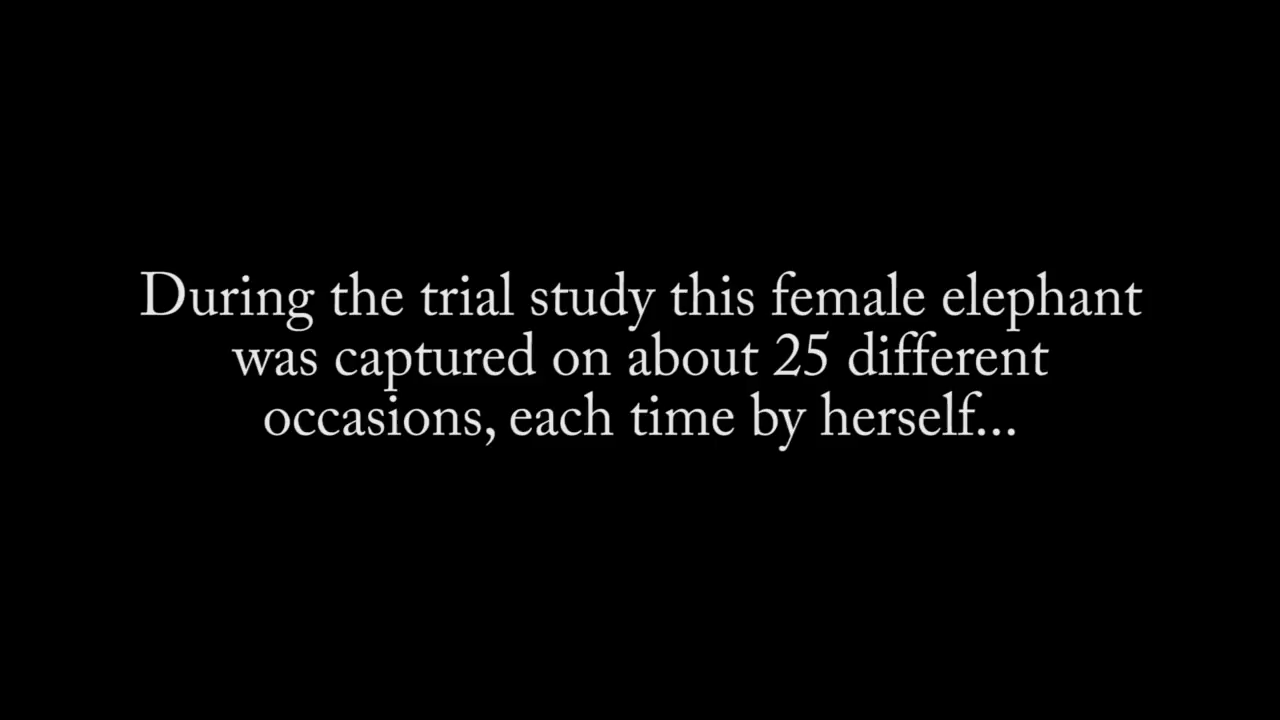 During the trial study this female elephant
was captured on about 25 different
occasions, each time by herself...